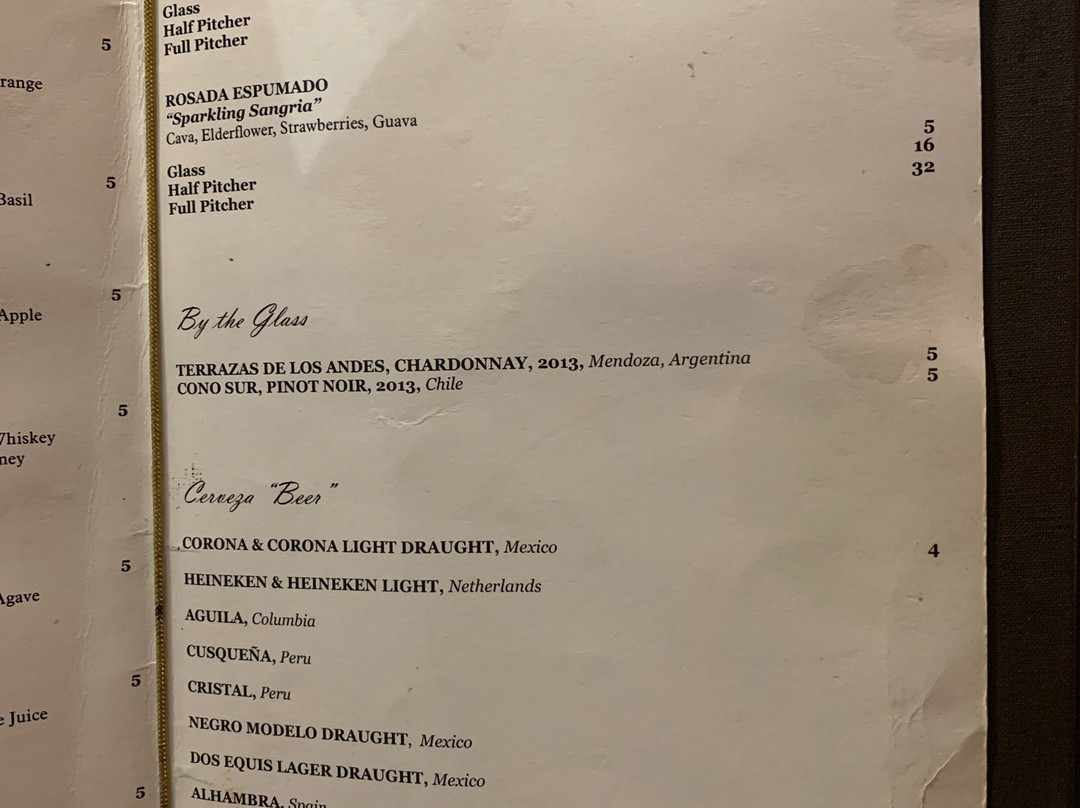 5
range
5
Basil
5
Apple
5
Whiskey
5
Agave
5
Juice
5
Glass
Half Pitcher
Full Pitcher
ROSADA ESPUMADO
“Sparkling Sangria”
Cava, Elderflower, Strawberries, Guava
Glass 5
Half Pitcher 16
Full Pitcher 32
By the Glass
TERRAZAS DE LOS ANDES, CHARDONNAY, 2013, Mendoza, Argentina 5
CONO SUR, PINOT NOIR, 2013, Chile 5
Cerveza “Beer”
CORONA & CORONA LIGHT DRAUGHT, Mexico 4
HEINEKEN & HEINEKEN LIGHT, Netherlands
AGUILA, Columbia
CUSQUEÑA, Peru
CRISTAL, Peru
NEGRO MODELO DRAUGHT, Mexico
DOS EQUIS LAGER DRAUGHT, Mexico
ALHAMBRA, Spain